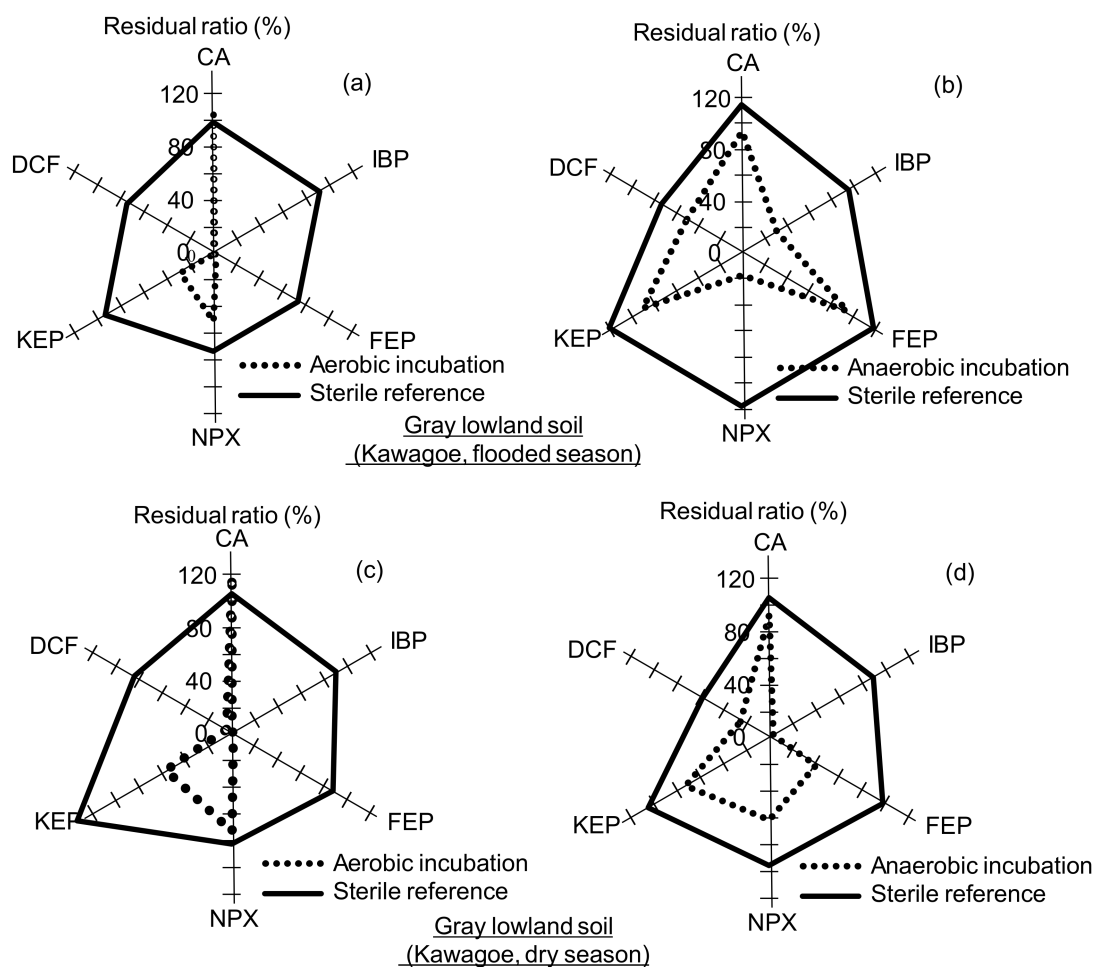 Residual ratio (%)
CA
(a)
120
80
40
0
0
DCF
IBP
KEP
FEP
NPX
Aerobic incubation
Sterile reference
Residual ratio (%)
CA
(b)
120
80
40
0
DCF
IBP
KEP
FEP
NPX
Anaerobic incubation
Sterile reference
Gray lowland soil
(Kawagoe, flooded season)
Residual ratio (%)
CA
(c)
120
80
40
0
DCF
IBP
KEP
FEP
NPX
Aerobic incubation
Sterile reference
Residual ratio (%)
CA
(d)
120
80
40
0
DCF
IBP
KEP
FEP
NPX
Anaerobic incubation
Sterile reference
Gray lowland soil
(Kawagoe, dry season)